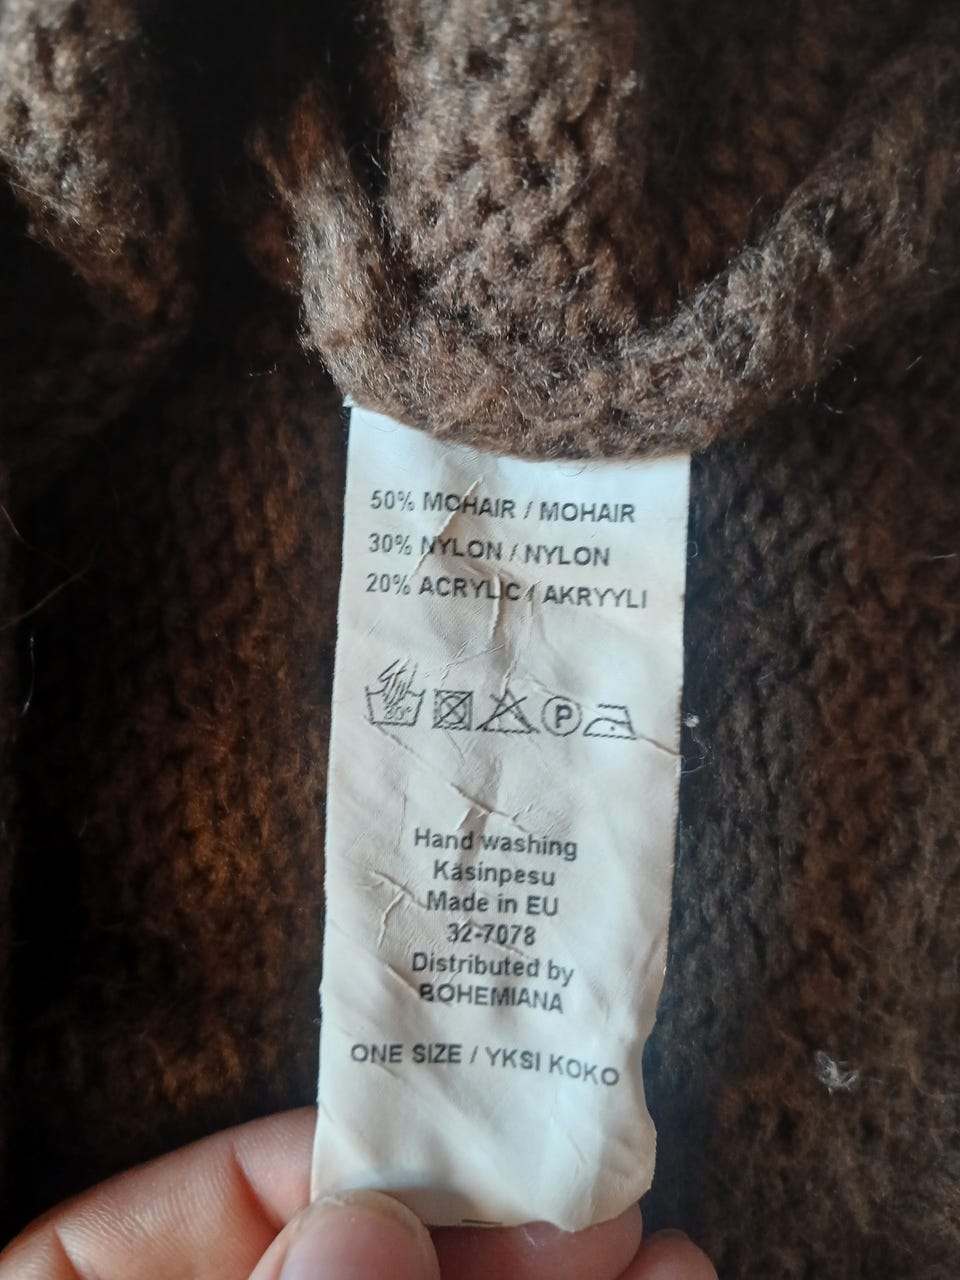 50% MOHAIR / MOHAIR
30% NYLON / NYLON
20% ACRYLIC / AKRYYLI
30°
P
Hand washing
Käsinpesu
Made in EU
32-7078
Distributed by
BOHEMIANA
ONE SIZE / YKSI KOKO